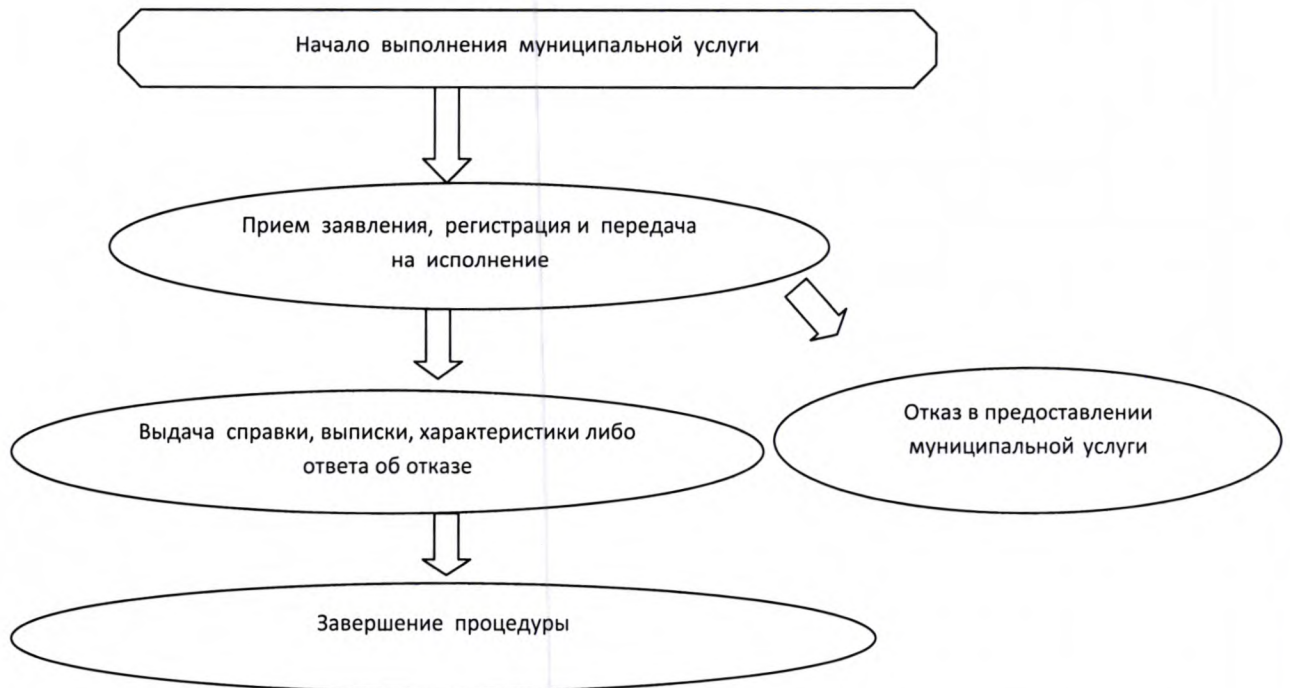 Начало выполнения муниципальной услуги
Прием заявления, регистрация и передача
на исполнение
Выдача справки, выписки, характеристики либо
ответа об отказе
Отказ в предоставлении
муниципальной услуги
Завершение процедуры